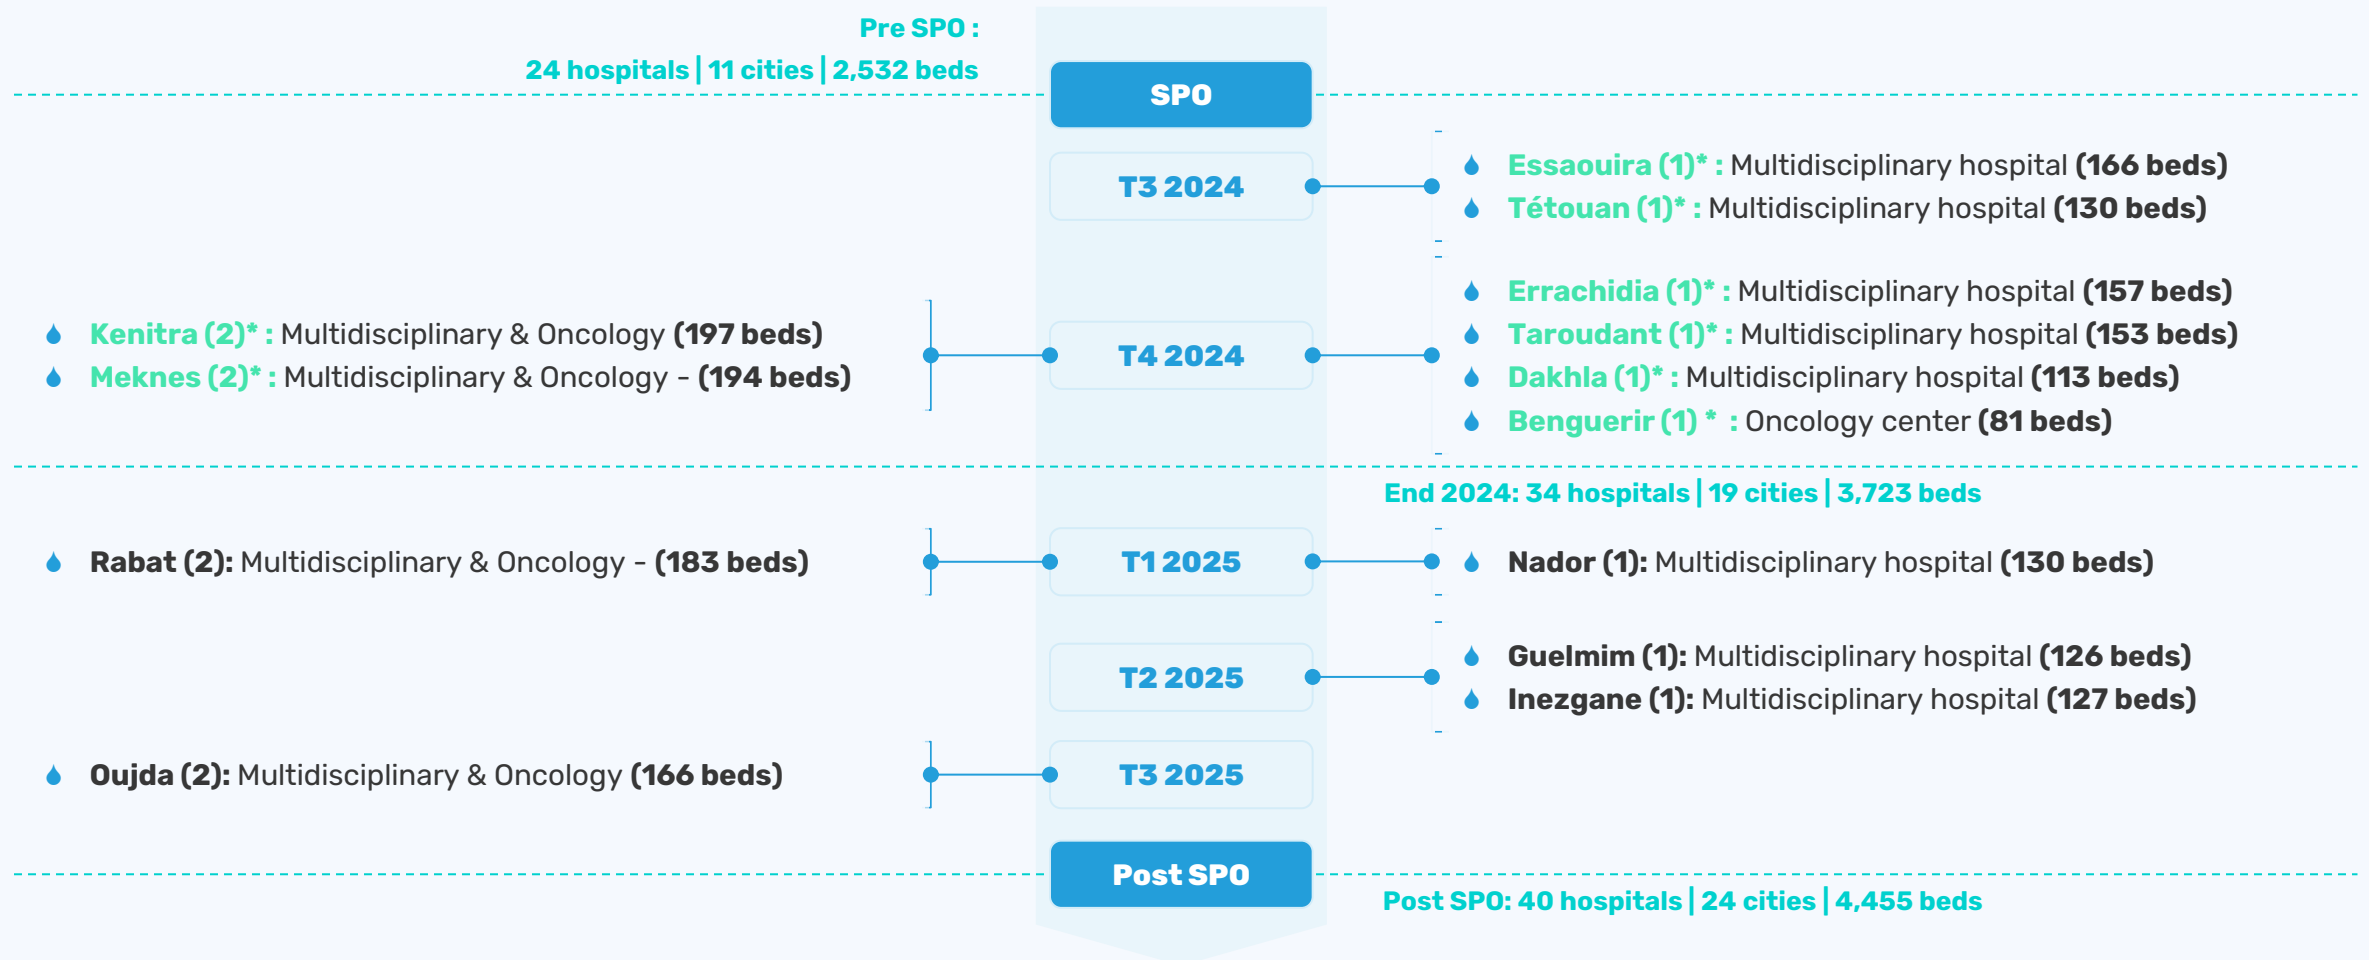 Pre SPO :
24 hospitals | 11 cities | 2,532 beds
SPO
T3 2024
Essaouira (1)* : Multidisciplinary hospital (166 beds)
Tétouan (1)* : Multidisciplinary hospital (130 beds)
Kenitra (2)* : Multidisciplinary & Oncology (197 beds)
Meknes (2)* : Multidisciplinary & Oncology - (194 beds)
T4 2024
Errachidia (1)* : Multidisciplinary hospital (157 beds)
Taroudant (1)* : Multidisciplinary hospital (153 beds)
Dakhla (1)* : Multidisciplinary hospital (113 beds)
Benguerir (1) * : Oncology center (81 beds)
End 2024: 34 hospitals | 19 cities | 3,723 beds
Rabat (2): Multidisciplinary & Oncology - (183 beds)
T1 2025
Nador (1): Multidisciplinary hospital (130 beds)
T2 2025
Guelmim (1): Multidisciplinary hospital (126 beds)
Inezgane (1): Multidisciplinary hospital (127 beds)
Oujda (2): Multidisciplinary & Oncology (166 beds)
T3 2025
Post SPO
Post SPO: 40 hospitals | 24 cities | 4,455 beds